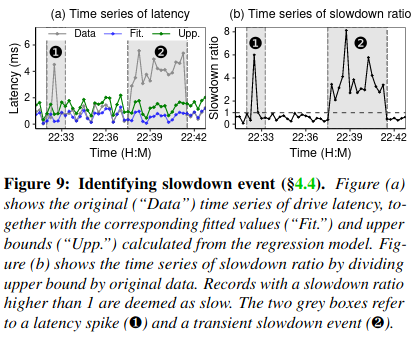 (a) Time series of latency
(b) Time series of slowdown ratio
Data Fit. Upp.
Latency (ms)
6
4
2
0
❶ ❷
22:33 22:36 22:39 22:42
Time (H:M)
Slowdown ratio
8
6
4
2
0
❶ ❷
22:33 22:36 22:39 22:42
Time (H:M)
Figure 9: Identifying slowdown event (§4.4). Figure (a)
shows the original (“Data”) time series of drive latency, to-
gether with the corresponding fitted values (“Fit.”) and upper
bounds (“Upp.”) calculated from the regression model. Fig-
ure (b) shows the time series of slowdown ratio by dividing
upper bound by original data. Records with a slowdown ratio
higher than 1 are deemed as slow. The two grey boxes refer
to a latency spike (❶) and a transient slowdown event (❷).